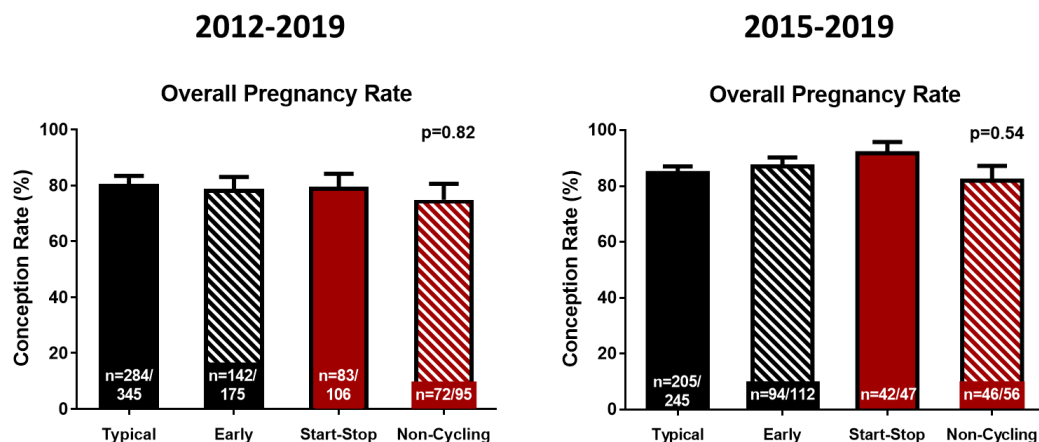 2012-2019
Overall Pregnancy Rate
p=0.82
Conception Rate (%)
100
80
60
40
20
0
n=284/
345
n=142/
175
n=83/
106
n=72/95
Typical
Early
Start-Stop
Non-Cycling
2015-2019
Overall Pregnancy Rate
p=0.54
Conception Rate (%)
100
80
60
40
20
0
n=205/
245
n=94/112
n=42/47
n=46/56
Typical
Early
Start-Stop
Non-Cycling